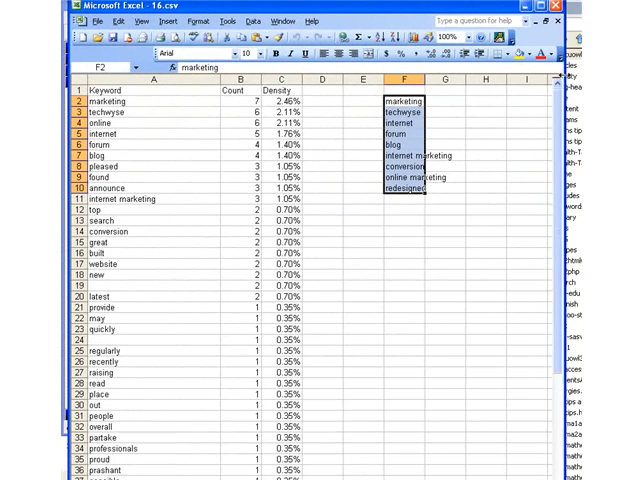 Microsoft Excel - 16.csv
File Edit View Insert Format Tools Data Window Help Type a question for help
100%
Arial 10 B I U
F2 fx marketing
A B C D E F G H I
1 Keyword Count Density
2 marketing 7 2.46% marketing
3 techwyse 6 2.11% techwyse
4 online 6 2.11% internet
5 internet 5 1.76% forum
6 forum 4 1.40% blog
7 blog 4 1.40% internet marketing
8 pleased 3 1.05% conversion
9 found 3 1.05% online marketing
10 announce 3 1.05% redesigned
11 internet marketing 3 1.05%
12 top 2 0.70%
13 search 2 0.70%
14 conversion 2 0.70%
15 great 2 0.70%
16 built 2 0.70%
17 website 2 0.70%
18 new 2 0.70%
19 2 0.70%
20 latest 2 0.70%
21 provide 1 0.35%
22 may 1 0.35%
23 quickly 1 0.35%
24 1 0.35%
25 regularly 1 0.35%
26 recently 1 0.35%
27 raising 1 0.35%
28 read 1 0.35%
29 place 1 0.35%
30 out 1 0.35%
31 people 1 0.35%
32 overall 1 0.35%
33 partake 1 0.35%
34 professionals 1 0.35%
35 proud 1 0.35%
36 prashant 1 0.35%